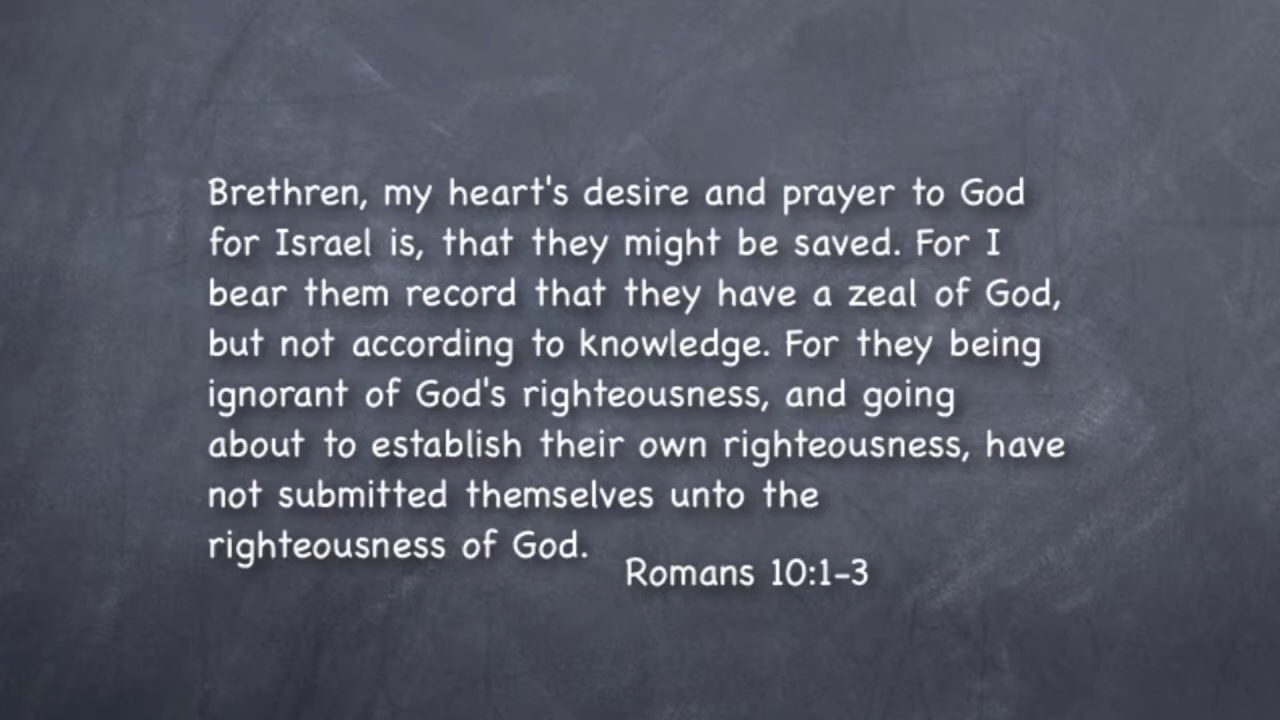 Brethren, my heart's desire and prayer to God
for Israel is, that they might be saved. For I
bear them record that they have a zeal of God,
but not according to knowledge. For they being
ignorant of God's righteousness, and going
about to establish their own righteousness, have
not submitted themselves unto the
righteousness of God.
Romans 10:1-3